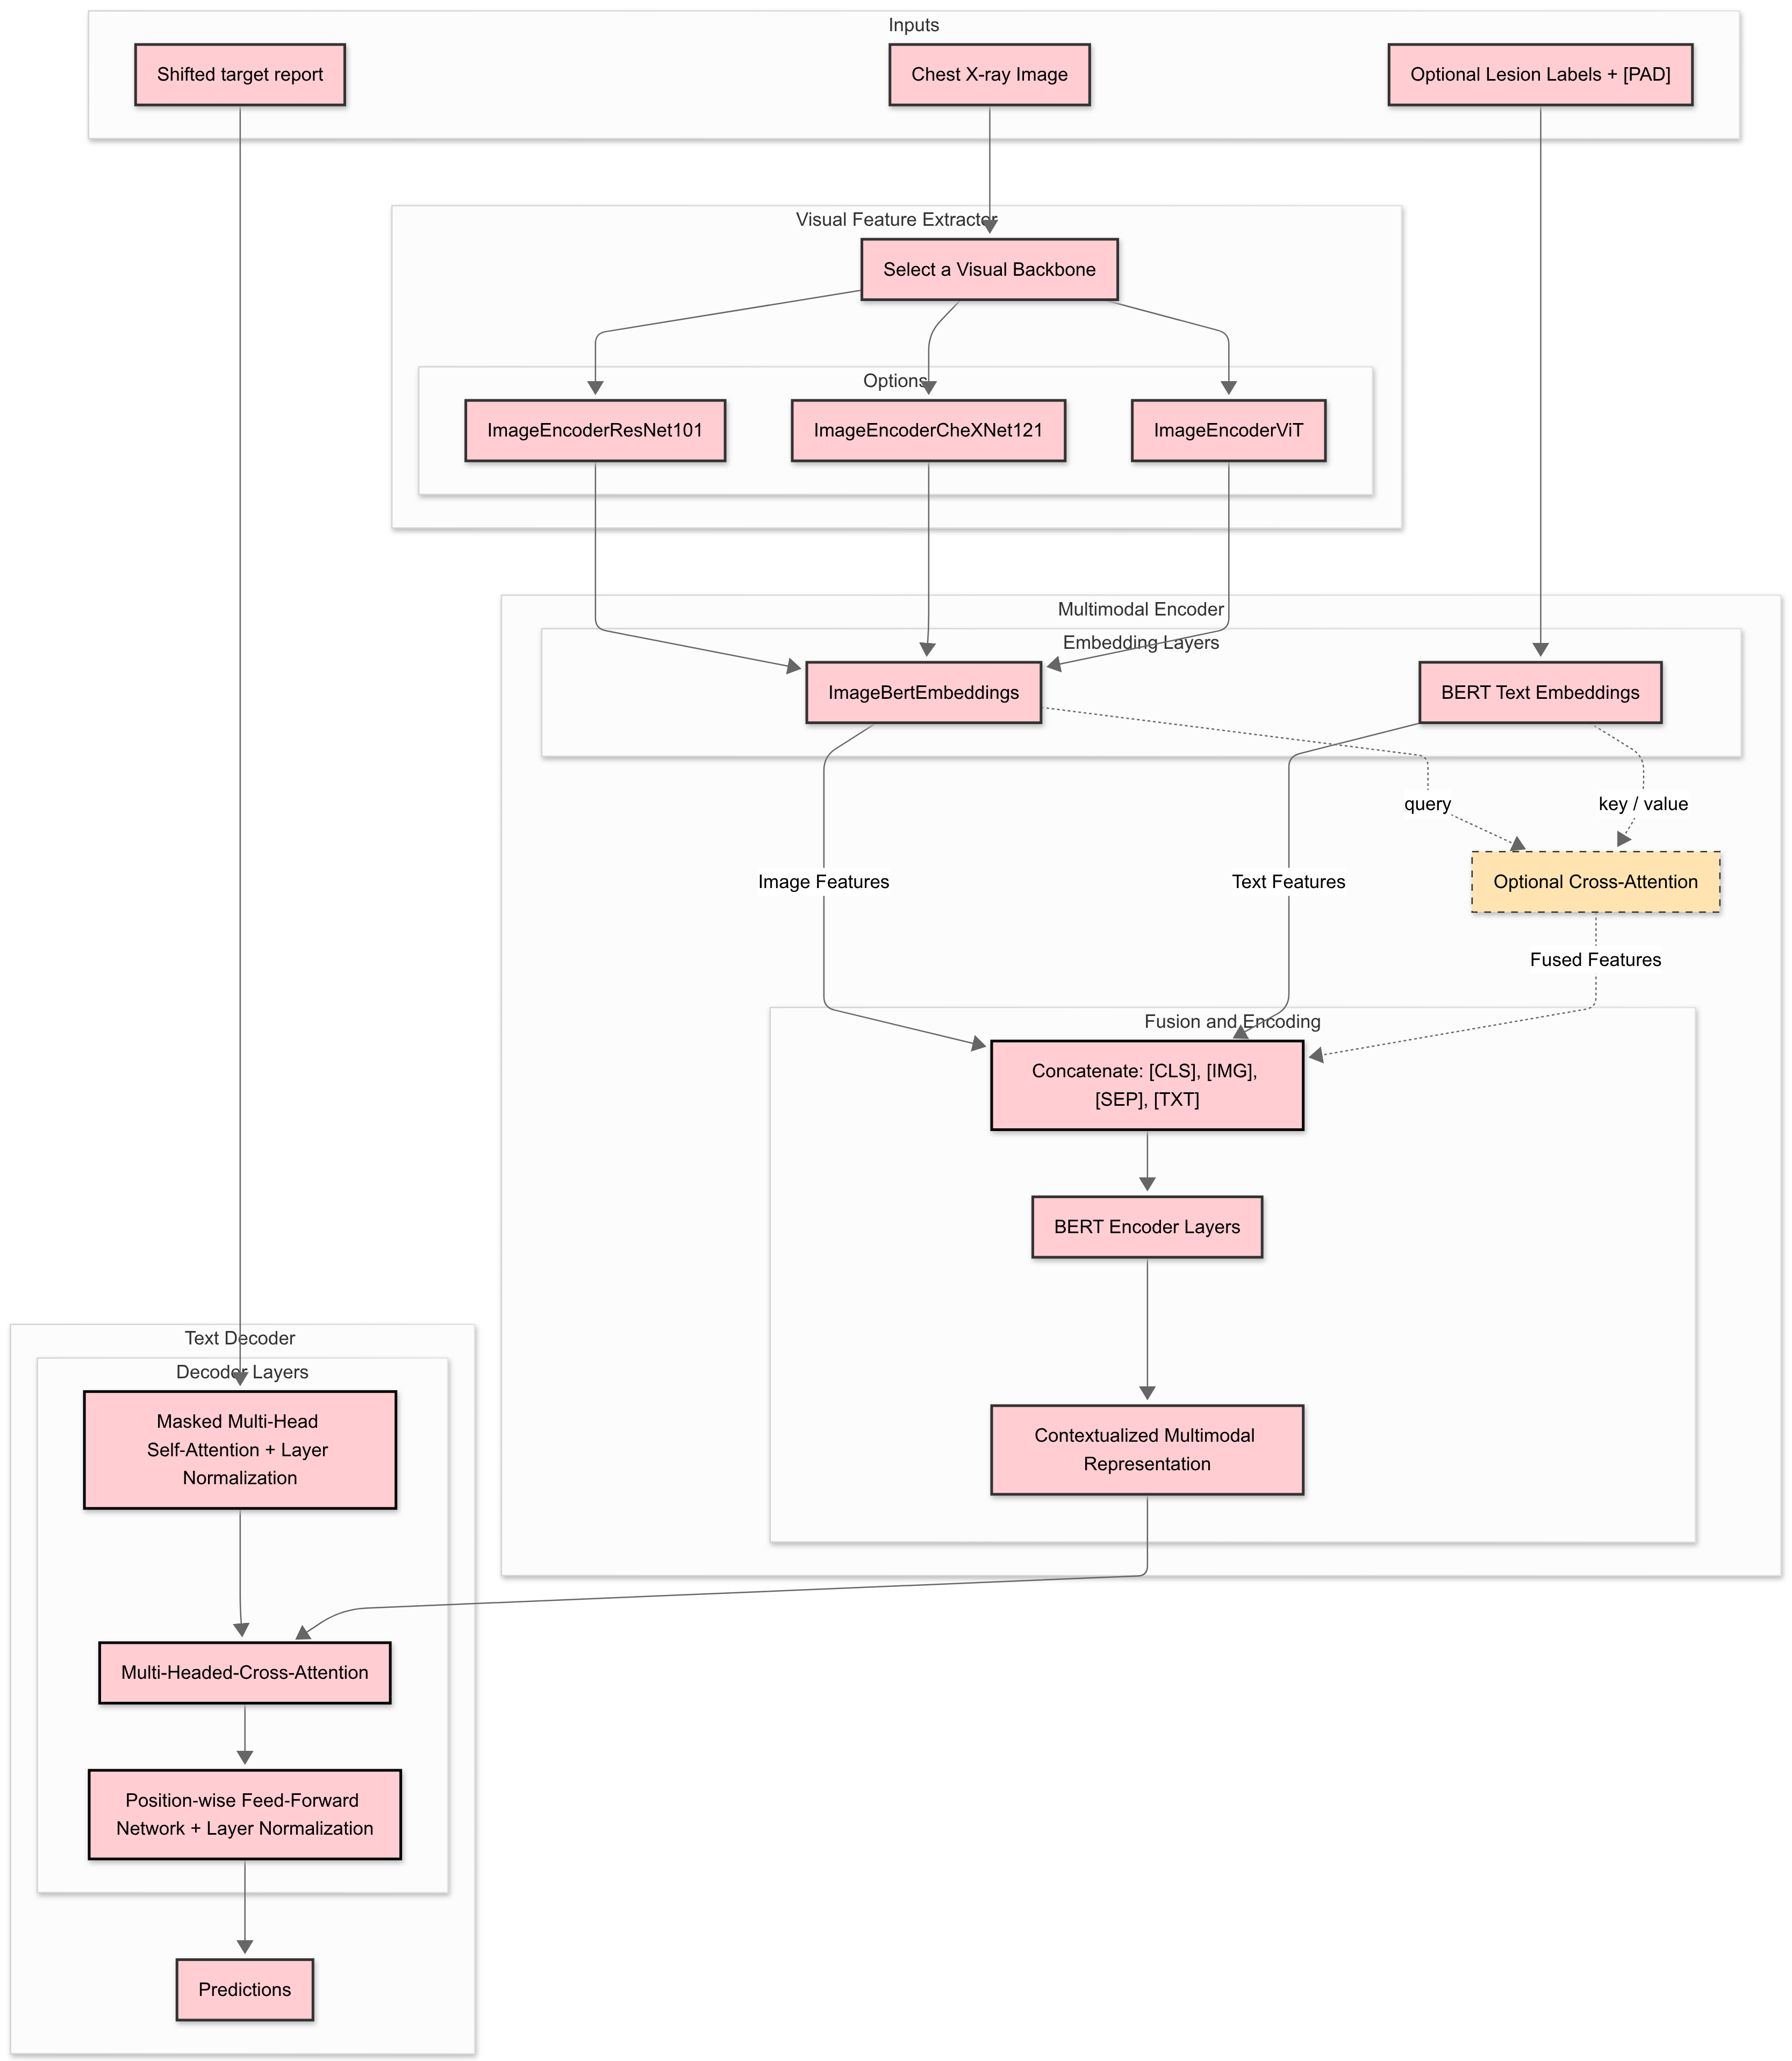 Inputs
Shifted target report
Chest X-ray Image
Optional Lesion Labels + [PAD]
Visual Feature Extractor
Select a Visual Backbone
Options
ImageEncoderResNet101
ImageEncoderCheXNet121
ImageEncoderViT
Multimodal Encoder
Embedding Layers
ImageBertEmbeddings
BERT Text Embeddings
query
key / value
Image Features
Text Features
Optional Cross-Attention
Fused Features
Fusion and Encoding
Concatenate: [CLS], [IMG],
[SEP], [TXT]
BERT Encoder Layers
Contextualized Multimodal
Representation
Text Decoder
Decoder Layers
Masked Multi-Head
Self-Attention + Layer
Normalization
Multi-Headed-Cross-Attention
Position-wise Feed-Forward
Network + Layer Normalization
Predictions